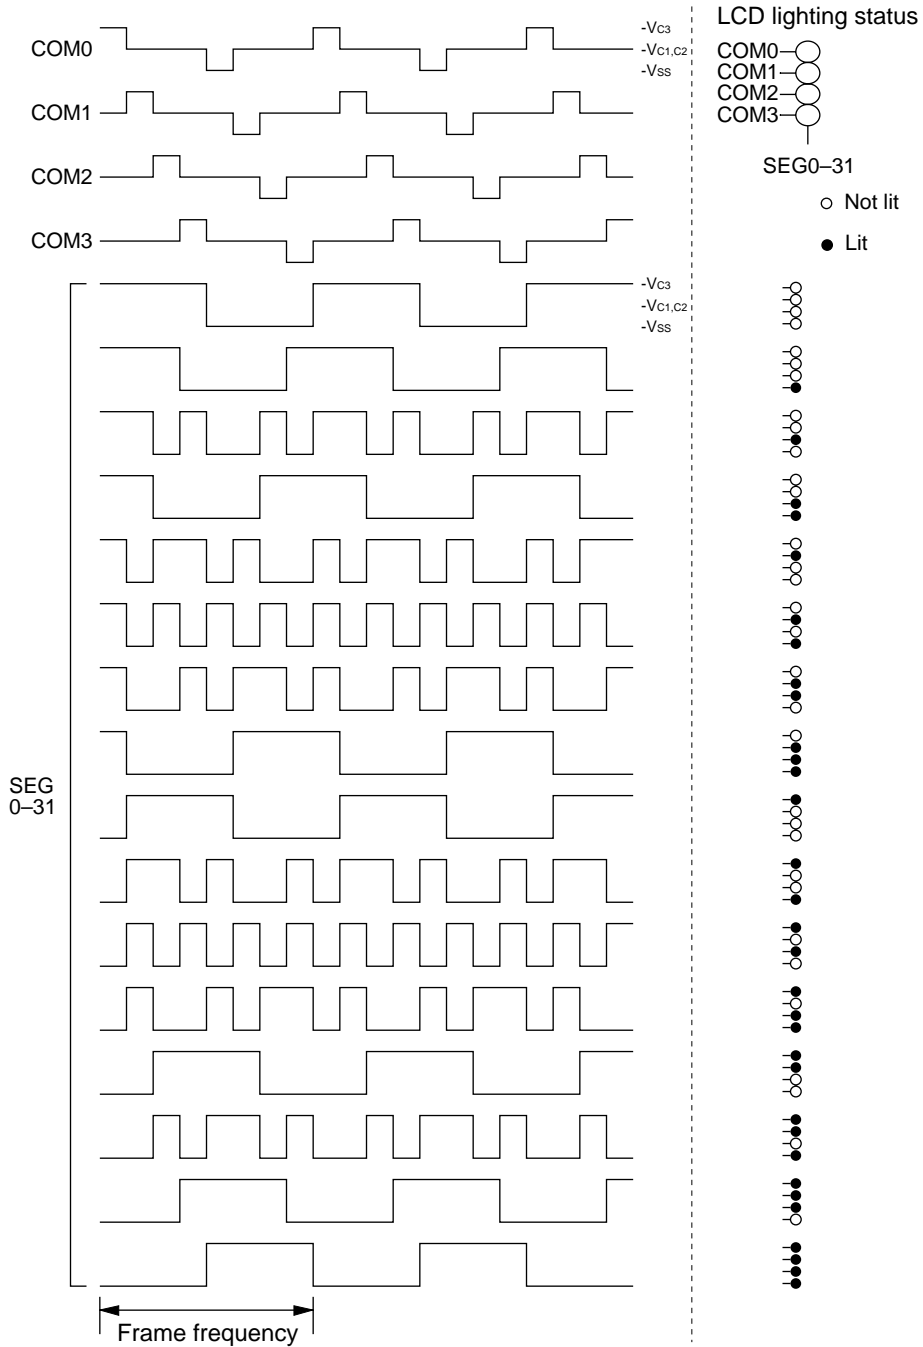 COM0
-VC3
-VC1,C2
-VSS
COM1
COM2
COM3
-VC3
-VC1,C2
-VSS
SEG
0–31
Frame frequency
LCD lighting status
COM0
COM1
COM2
COM3
SEG0–31
Not lit
Lit